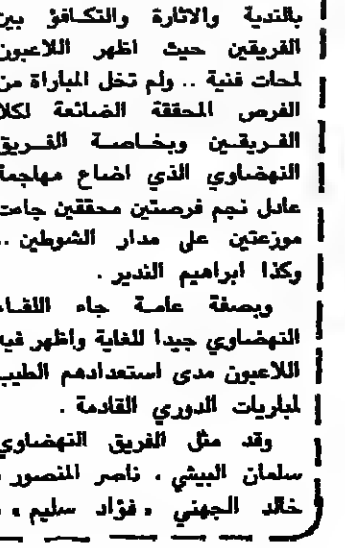 بالندية والاثارة والتكافؤ بين
الفريقين حيث اظهر اللاعبون
لمحات فنية .. ولم تخل المباراة من
الفرص المحققة الضائعة لكلا
الفريقين وبخاصة الفريق
النهضاوي الذي اضاع مهاجمة
عادل نجم فرصتين محققتين جاءت
موزعتين على مدار الشوطين ..
وكذا ابراهيم الندير .
وبصفة عامة جاء اللقاء
النهضاوي جيدا للغاية واظهر فيه
اللاعبون مدى استعدادهم الطيب
لمباريات الدوري القادمة .
وقد مثل الفريق النهضاوي
سلمان البيشي ، ناصر المنصور ،
خالد الجهني ، فؤاد سليم ،